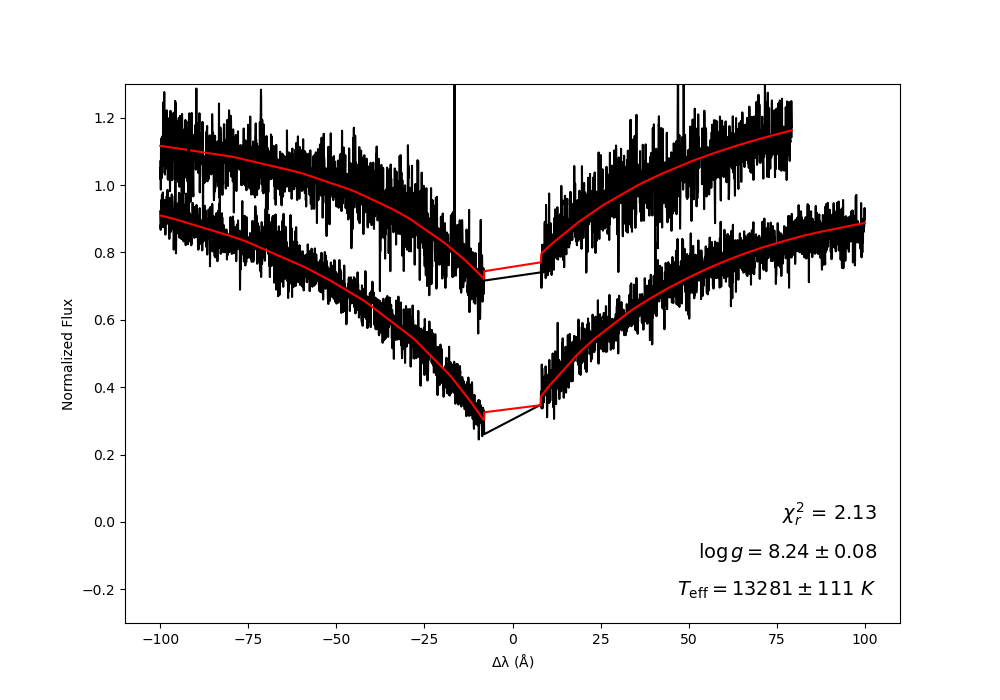 1.2
1.0
0.8
0.6
0.4
0.2
0.0
−0.2
Normalized Flux
χ²ᵣ = 2.13
log g = 8.24 ± 0.08
T_eff = 13281 ± 111 K
−100 −75 −50 −25 0 25 50 75 100
Δλ (Å)